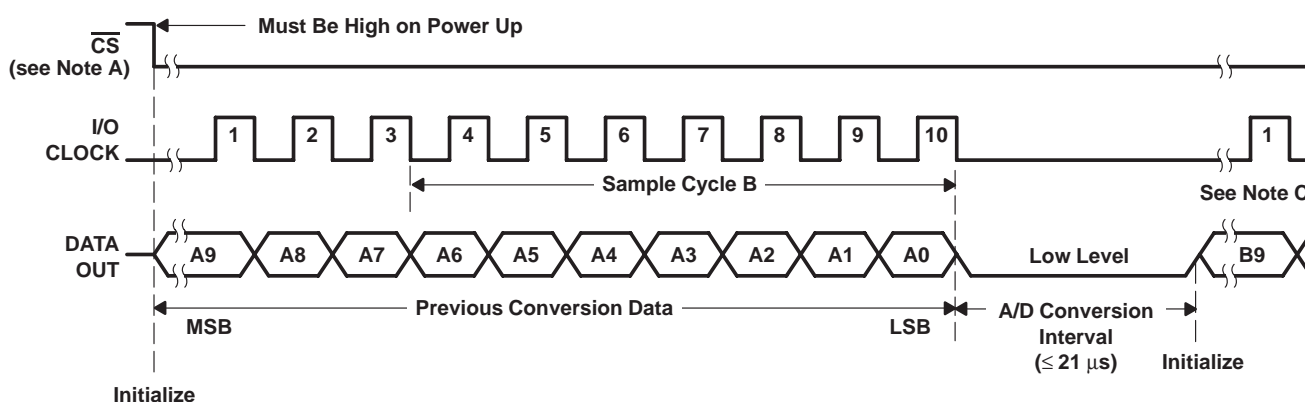 Must Be High on Power Up
CS
(see Note A)
I/O
CLOCK
1 2 3 4 5 6 7 8 9 10 1
Sample Cycle B
See Note C
DATA
OUT
A9 A8 A7 A6 A5 A4 A3 A2 A1 A0 Low Level B9
Previous Conversion Data
MSB LSB
A/D Conversion
Interval
(≤ 21 μs)
Initialize
Initialize